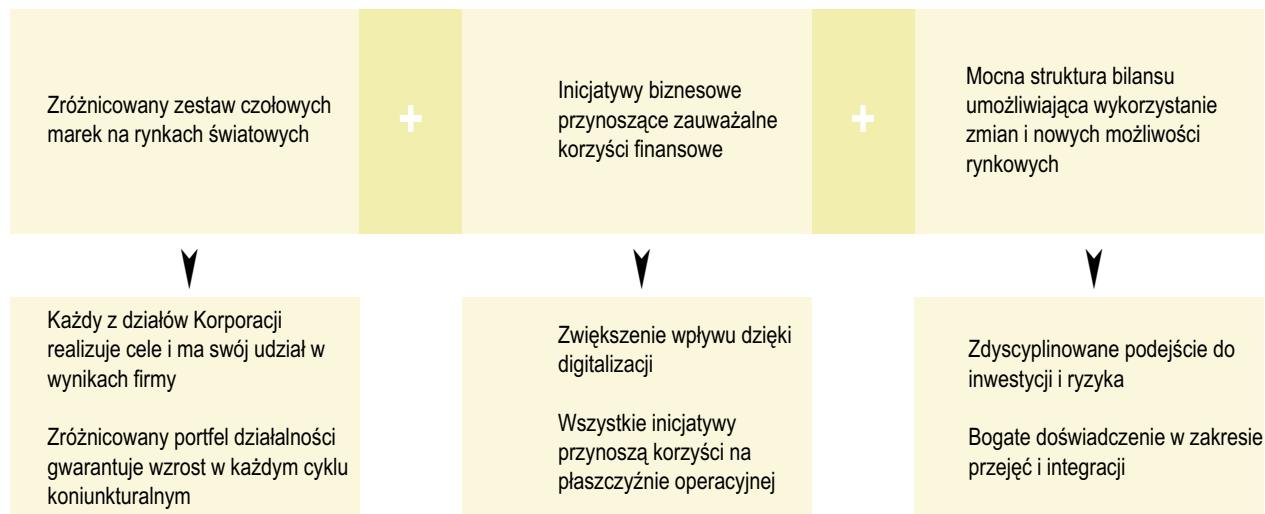 Zróżnicowany zestaw czołowych
marek na rynkach światowych
+
Inicjatywy biznesowe
przynoszące zauważalne
korzyści finansowe
+
Mocna struktura bilansu
umożliwiająca wykorzystanie
zmian i nowych możliwości
rynkowych
Każdy z działów Korporacji
realizuje cele i ma swój udział w
wynikach firmy
Zróżnicowany portfel działalności
gwarantuje wzrost w każdym cyklu
koniunkturalnym
Zwiększenie wpływu dzięki
digitalizacji
Wszystkie inicjatywy
przynoszą korzyści na
płaszczyźnie operacyjnej
Zdyscyplinowane podejście do
inwestycji i ryzyka
Bogate doświadczenie w zakresie
przejęć i integracji